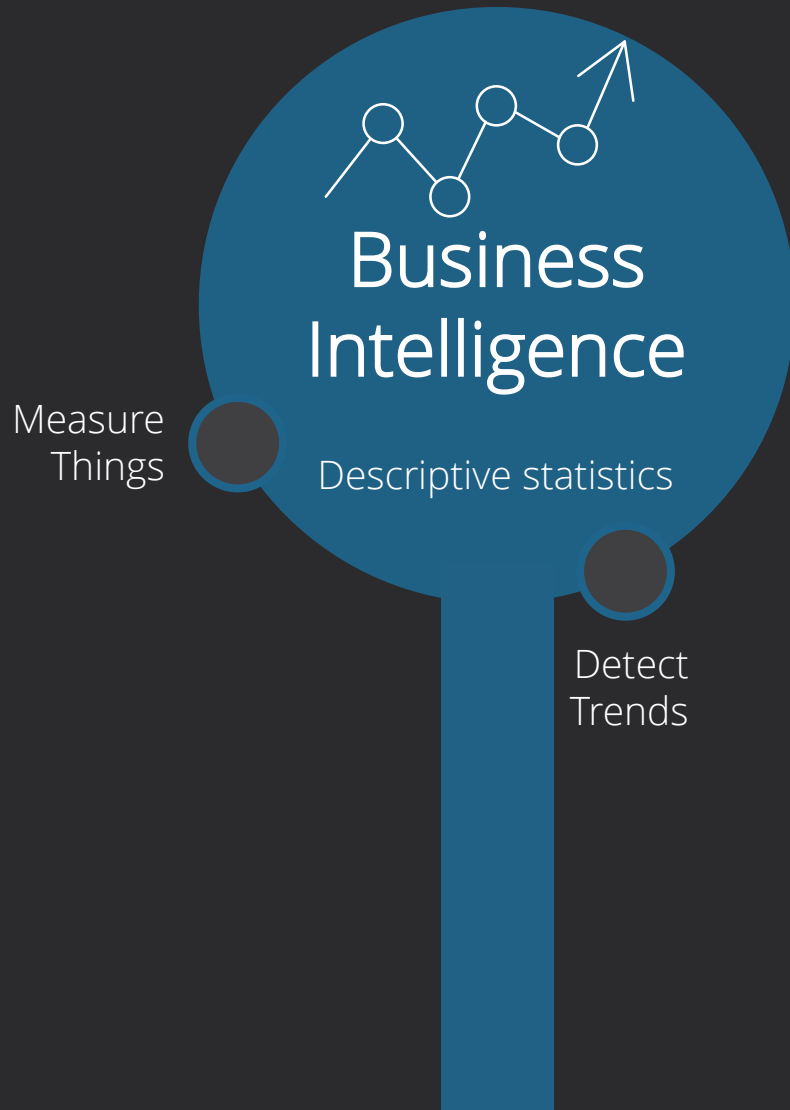 Business
Intelligence
Measure
Things
Descriptive statistics
Detect
Trends